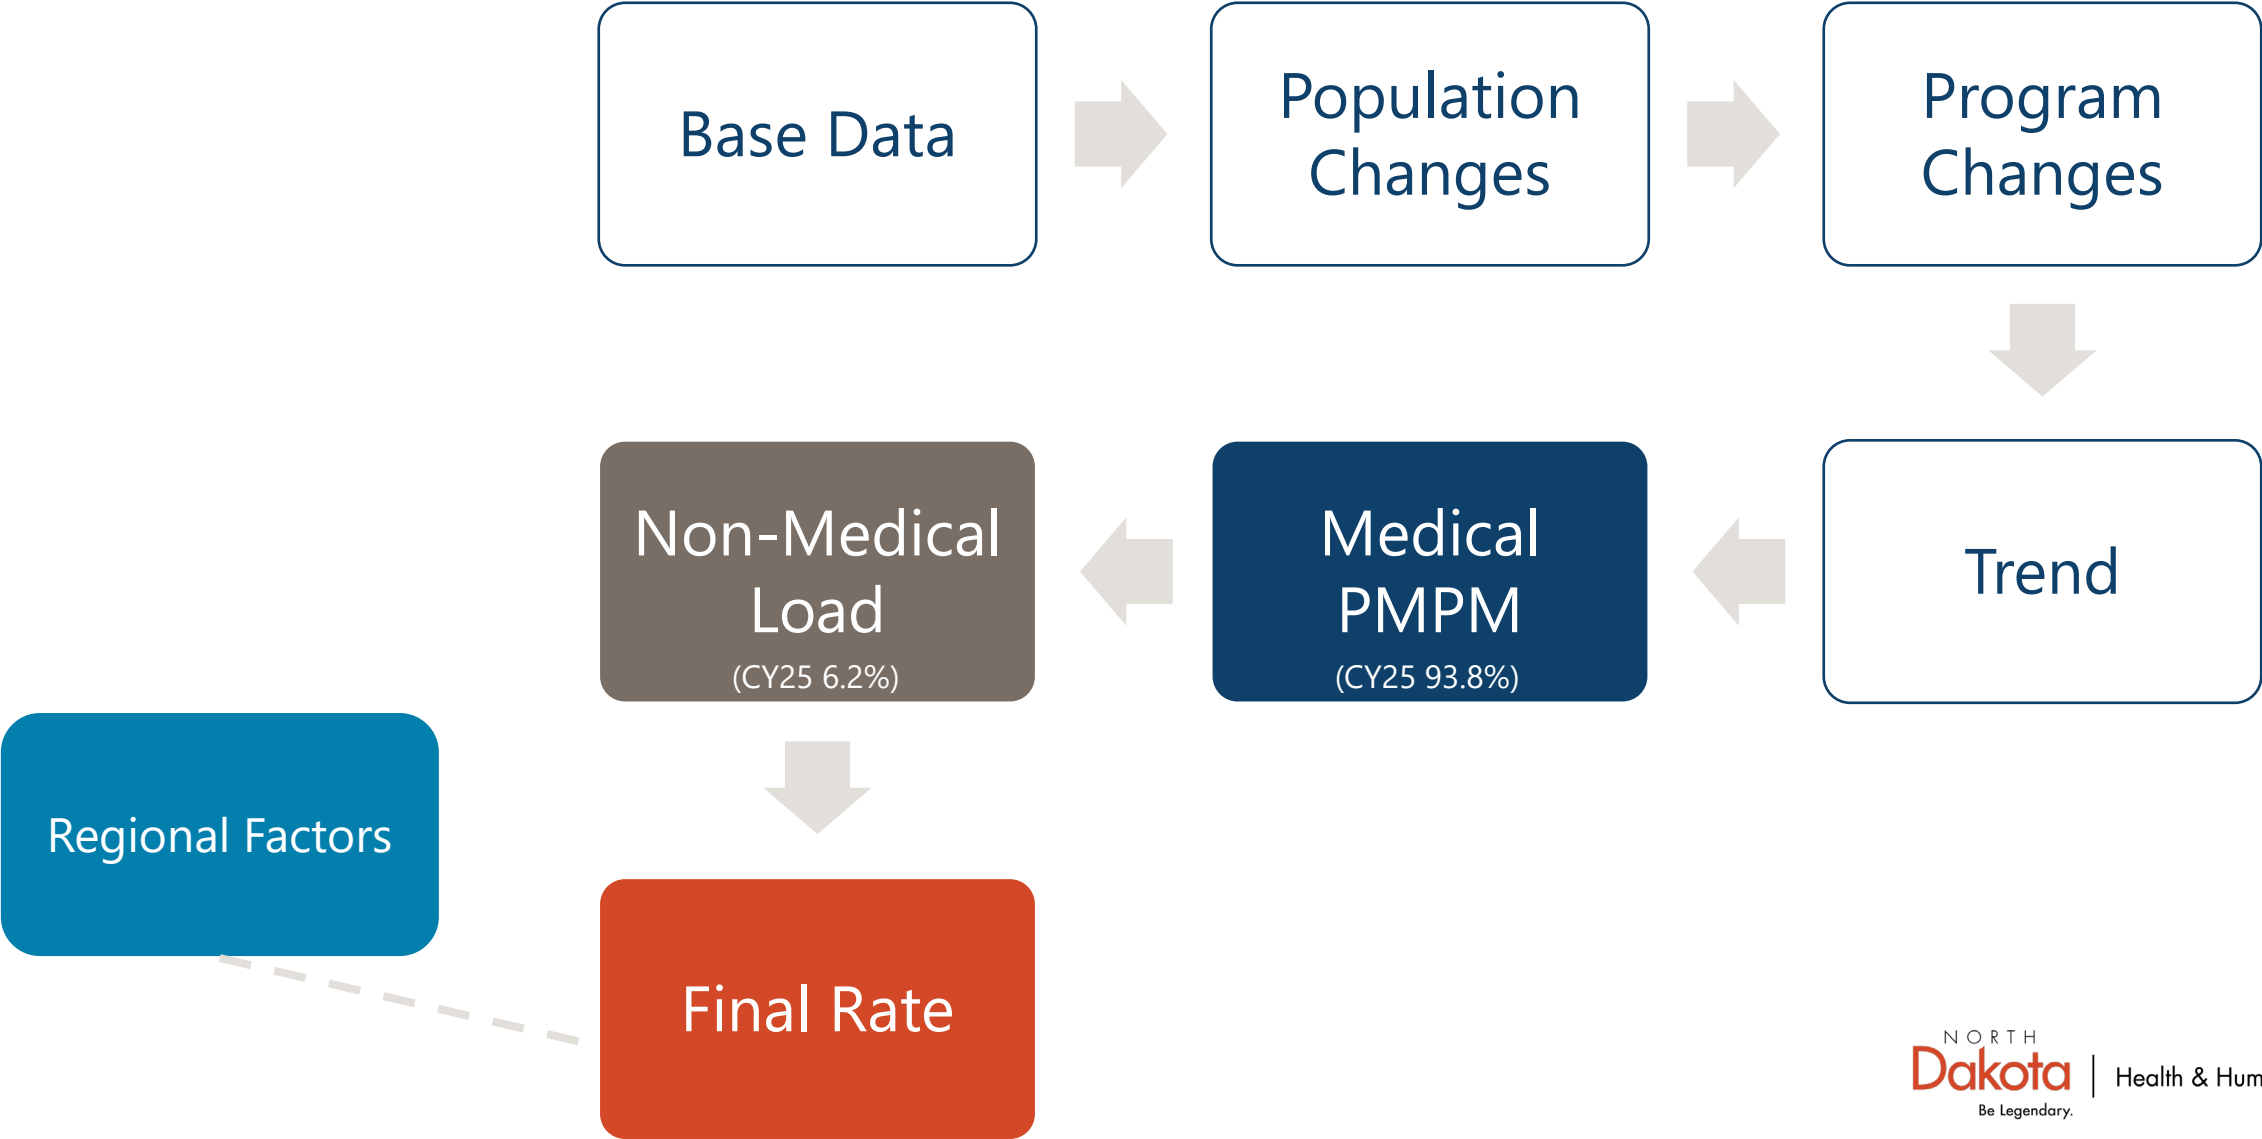 Base Data
Population
Changes
Program
Changes
Non-Medical
Load
(CY25 6.2%)
Medical
PMPM
(CY25 93.8%)
Trend
Regional Factors
Final Rate
NORTH
Dakota
Be Legendary.
Health & Hum